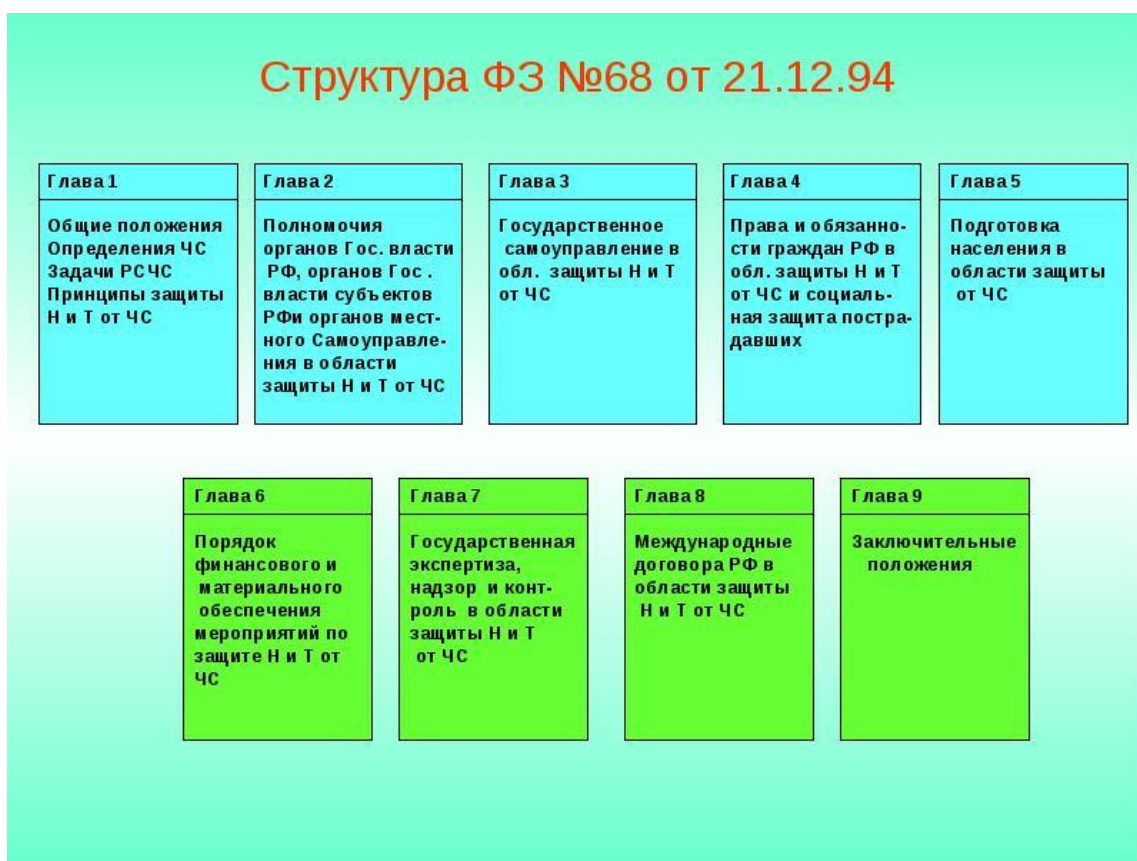 Структура ФЗ №68 от 21.12.94
Глава 1
Общие положения
Определения ЧС
Задачи РСЧС
Принципы защиты
Н и Т от ЧС
Глава 2
Полномочия
органов Гос. власти
РФ, органов Гос .
власти субъектов
РФи органов мест-
ного Самоуправле-
ния в области
защиты Н и Т от ЧС
Глава 3
Государственное
самоуправление в
обл. защиты Н и Т
от ЧС
Глава 4
Права и обязанно-
сти граждан РФ в
обл. защиты Н и Т
от ЧС и социаль-
ная защита постра-
давших
Глава 5
Подготовка
населения в
области защиты
от ЧС
Глава 6
Порядок
финансового и
материального
обеспечения
мероприятий по
защите Н и Т от
ЧС
Глава 7
Государственная
экспертиза,
надзор и конт-
роль в области
защиты Н и Т
от ЧС
Глава 8
Международные
договора РФ в
области защиты
Н и Т от ЧС
Глава 9
Заключительные
положения